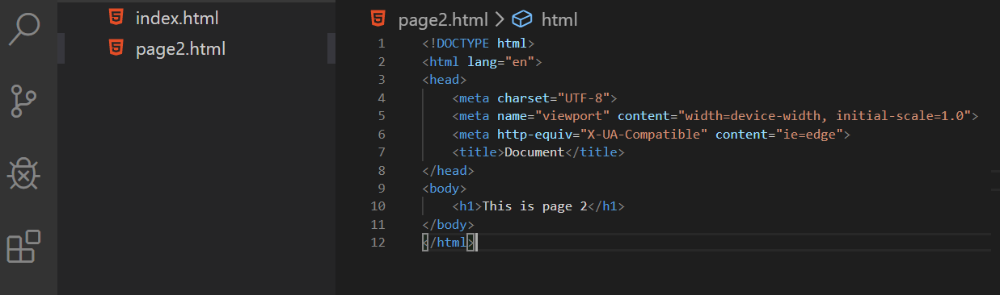 index.html
page2.html
page2.html > html
1 <!DOCTYPE html>
2 <html lang="en">
3 <head>
4     <meta charset="UTF-8">
5     <meta name="viewport" content="width=device-width, initial-scale=1.0">
6     <meta http-equiv="X-UA-Compatible" content="ie=edge">
7     <title>Document</title>
8 </head>
9 <body>
10     <h1>This is page 2</h1>
11 </body>
12 </html>